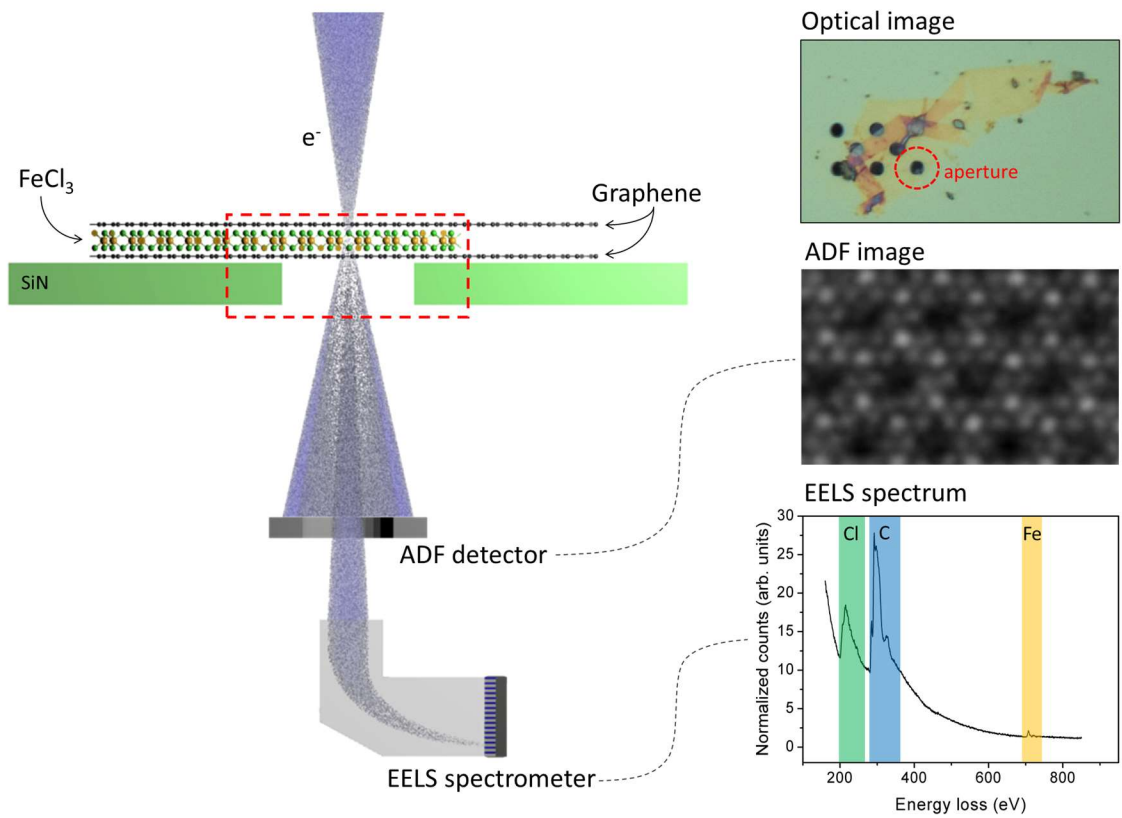 Optical image
e-
FeCl3
Graphene
aperture
SiN
ADF image
ADF detector
EELS spectrum
Cl
C
Fe
Normalized counts (arb. units)
30
25
20
15
10
5
0
200
400
600
800
Energy loss (eV)
EELS spectrometer